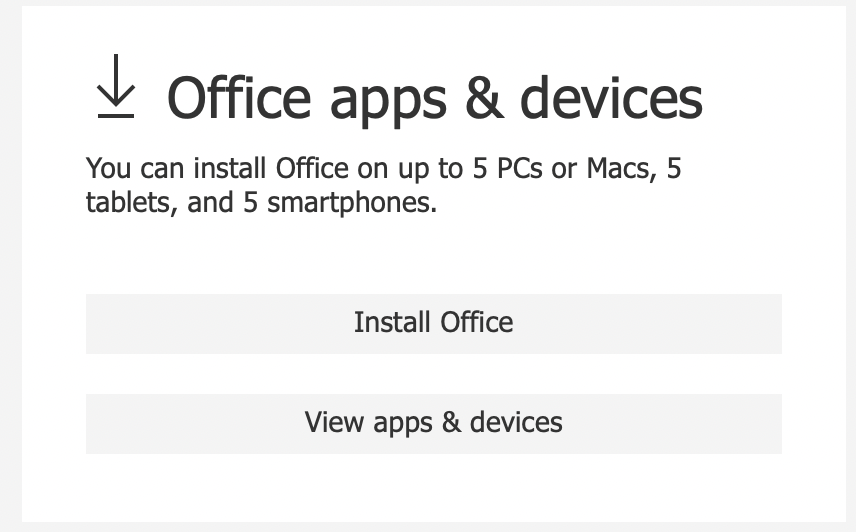 Office apps & devices
You can install Office on up to 5 PCs or Macs, 5
tablets, and 5 smartphones.
Install Office
View apps & devices